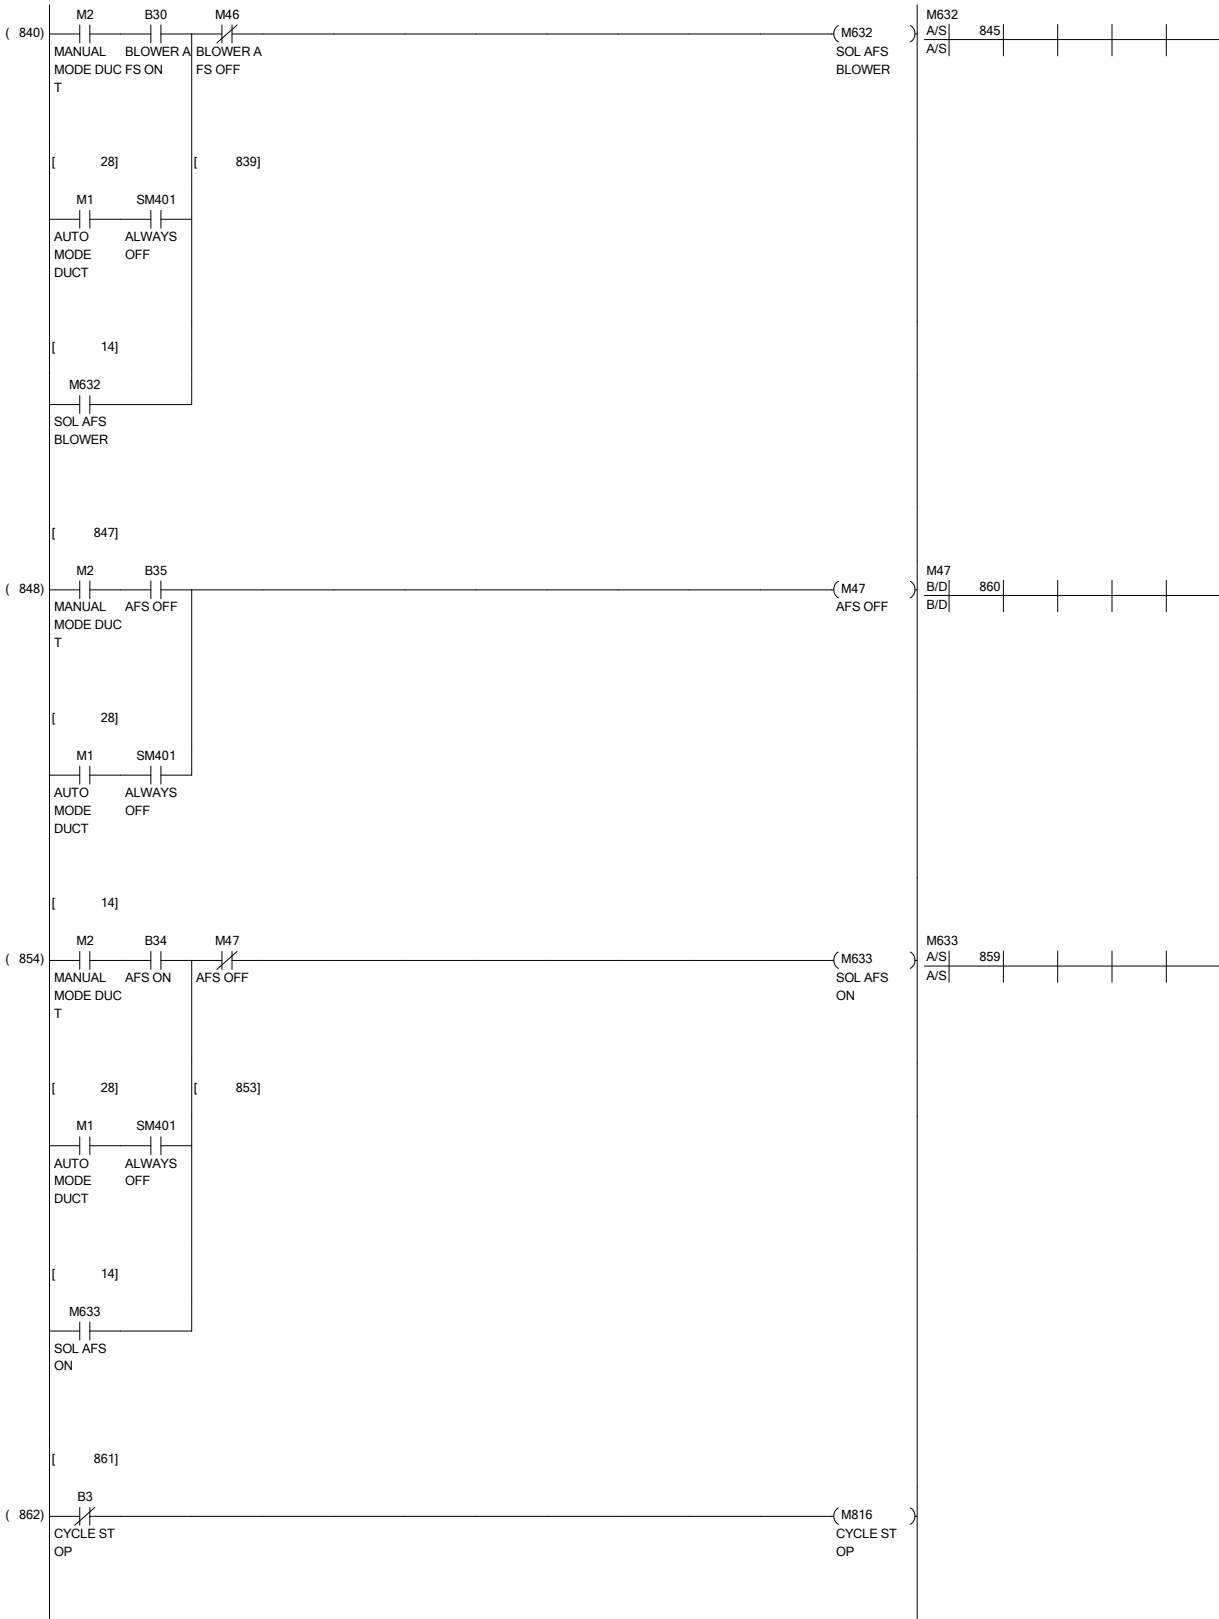 M2 B30 M46 M632
( 840) (M632 ) A/S 845
MANUAL BLOWER A BLOWER A SOL AFS A/S
MODE DUC FS ON FS OFF BLOWER
T
[ 28] [ 839]
M1 SM401
AUTO ALWAYS
MODE OFF
DUCT
[ 14]
M632
SOL AFS
BLOWER
[ 847]
M2 B35 M47
( 848) (M47 ) B/D 860
MANUAL AFS OFF AFS OFF B/D
MODE DUC
T
[ 28]
M1 SM401
AUTO ALWAYS
MODE OFF
DUCT
[ 14]
M2 B34 M47 M633
( 854) (M633 ) A/S 859
MANUAL AFS ON AFS OFF SOL AFS A/S
MODE DUC ON
T
[ 28] [ 853]
M1 SM401
AUTO ALWAYS
MODE OFF
DUCT
[ 14]
M633
SOL AFS
ON
[ 861]
B3
( 862) (M816 )
CYCLE ST CYCLE ST
OP OP